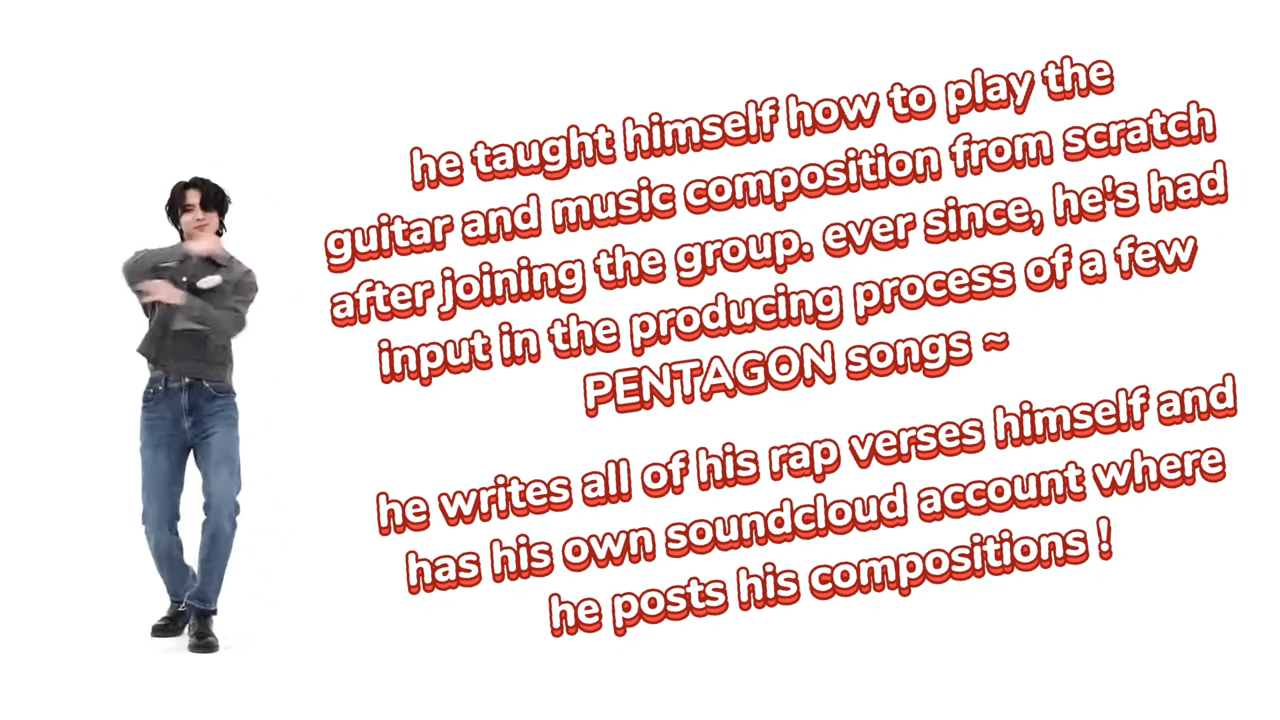 he taught himself how to play the
guitar and music composition from scratch
after joining the group. ever since, he's had
input in the producing process of a few
PENTAGON songs ~
he writes all of his rap verses himself and
has his own soundcloud account where
he posts his compositions !